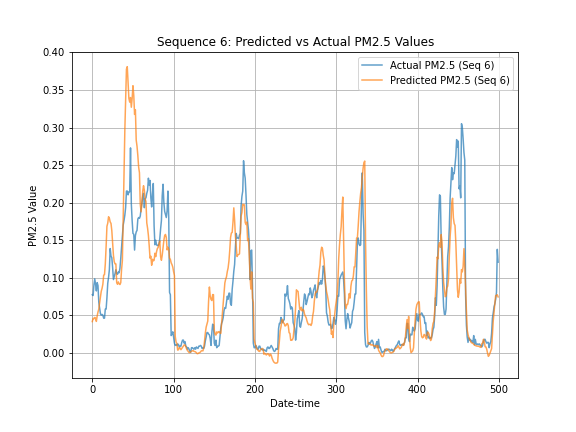 Sequence 6: Predicted vs Actual PM2.5 Values
Actual PM2.5 (Seq 6)
Predicted PM2.5 (Seq 6)
PM2.5 Value
0.40
0.35
0.30
0.25
0.20
0.15
0.10
0.05
0.00
0 100 200 300 400 500
Date-time